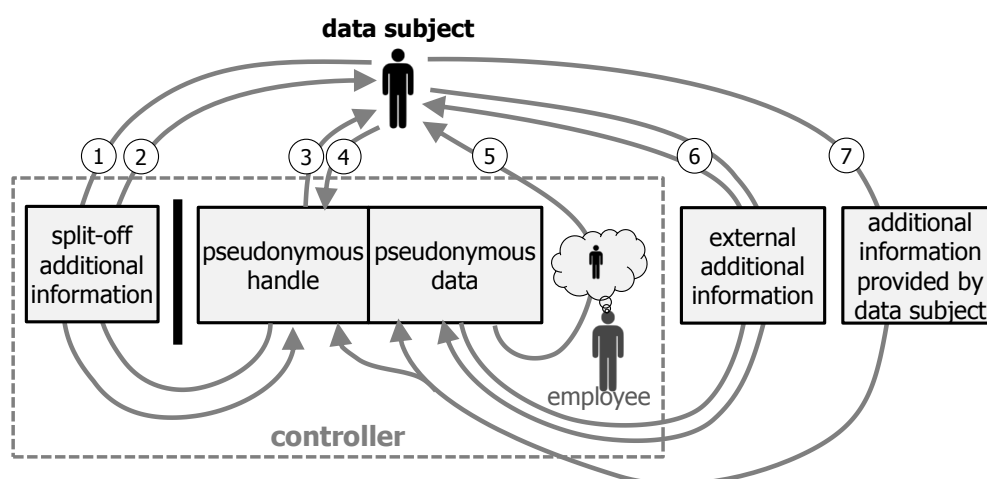 data subject
1
2
3
4
5
6
7
split-off
additional
information
pseudonymous
handle
pseudonymous
data
external
additional
information
additional
information
provided by
data subject
employee
controller